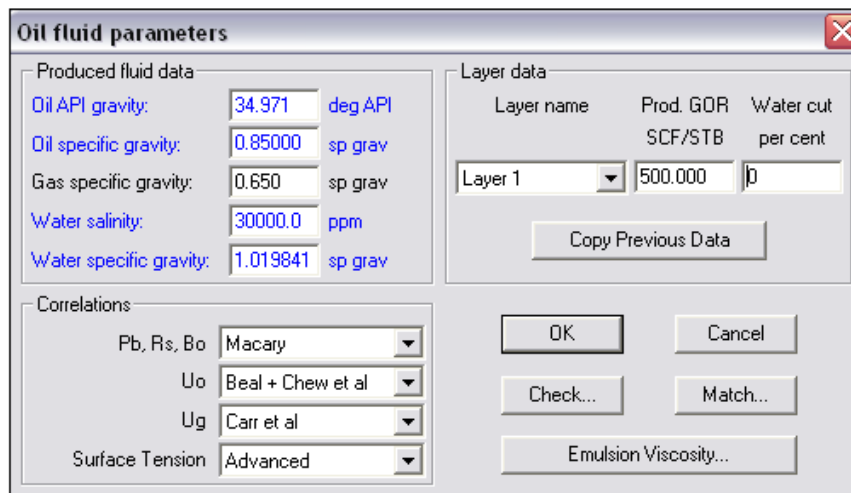 Oil fluid parameters
Produced fluid data
Oil API gravity: 34.971 deg API
Oil specific gravity: 0.85000 sp grav
Gas specific gravity: 0.650 sp grav
Water salinity: 30000.0 ppm
Water specific gravity: 1.019841 sp grav
Layer data
Layer name Prod. GOR Water cut
SCF/STB per cent
Layer 1 500.000 0
Copy Previous Data
Correlations
Pb, Rs, Bo Macary
Uo Beal + Chew et al
Ug Carr et al
Surface Tension Advanced
OK Cancel
Check... Match...
Emulsion Viscosity...